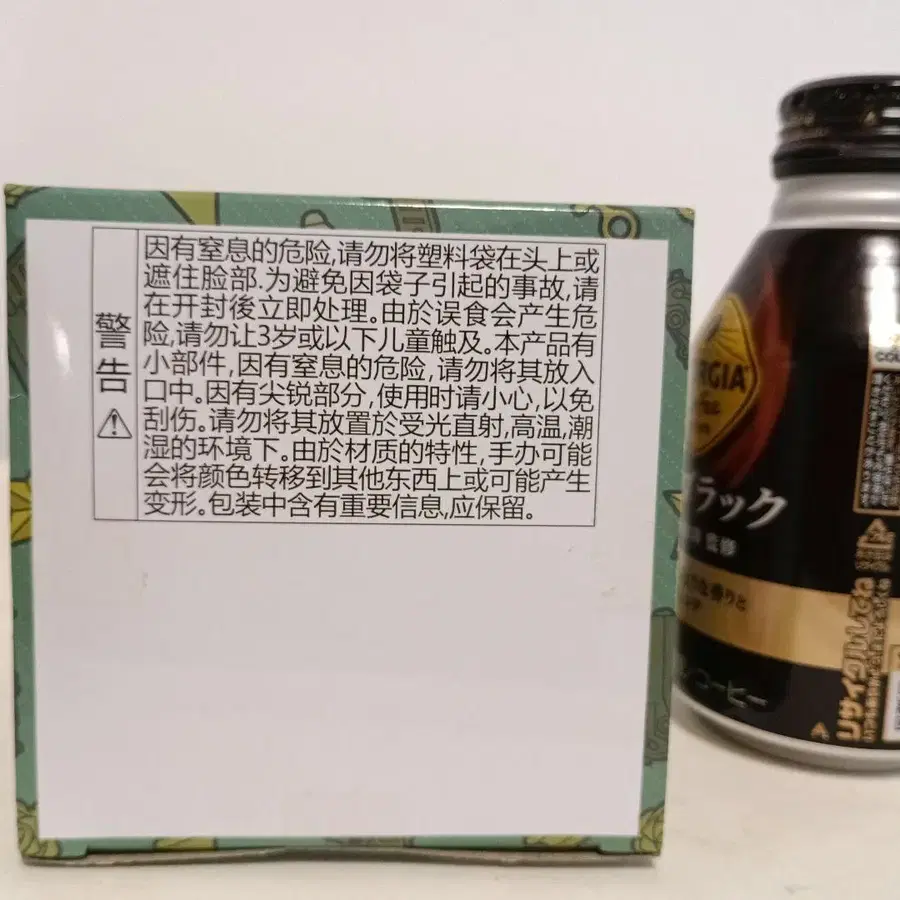 警告
因有窒息的危险,请勿将塑料袋在头上或
遮住脸部.为避免因袋子引起的事故,请
在开封後立即处理。由於误食会产生危
险,请勿让3岁或以下儿童触及。本产品有
小部件,因有窒息的危险,请勿将其放入
口中。因有尖锐部分,使用时请小心,以免
刮伤。请勿将其放置於受光直射,高温,潮
湿的环境下。由於材质的特性,手办可能
会将颜色转移到其他东西上或可能产生
变形。包装中含有重要信息,应保留。
RGIA
ラック
監修
コーヒー
リサイクルしてね